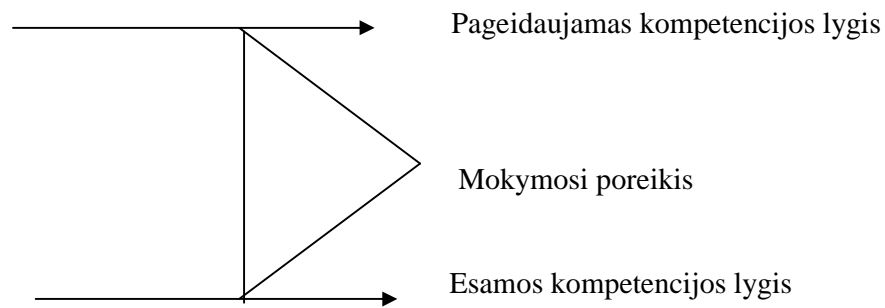 Pageidaujamas kompetencijos lygis
Mokymosi poreikis
Esamos kompetencijos lygis